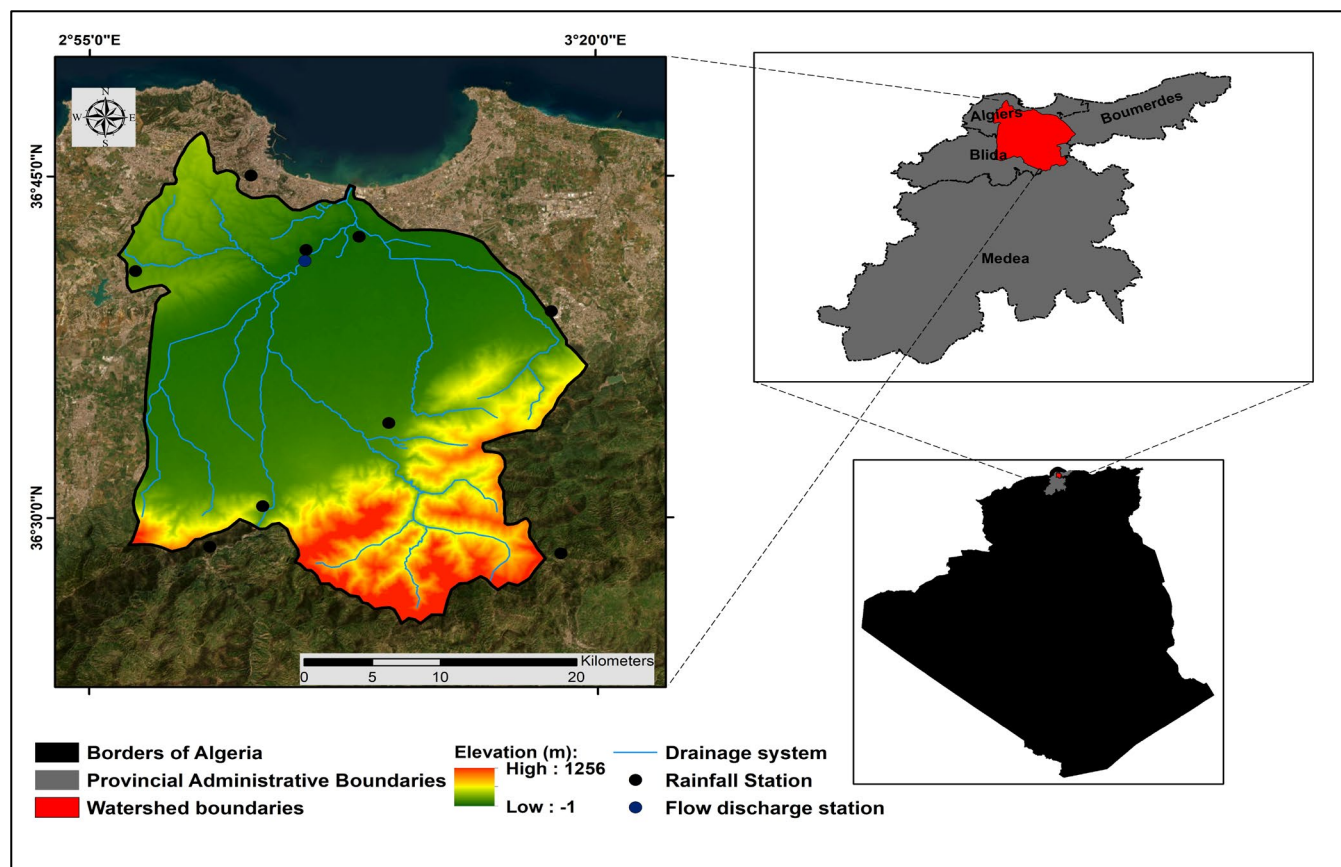 2°55'0"E
3°20'0"E
N
W
E
S
36°45'0"N
36°30'0"N
Kilometers
0
5
10
20
Algiers
Boumerdes
Blida
Medea
Borders of Algeria
Provincial Administrative Boundaries
Watershed boundaries
Elevation (m):
High : 1256
Low : -1
Drainage system
Rainfall Station
Flow discharge station